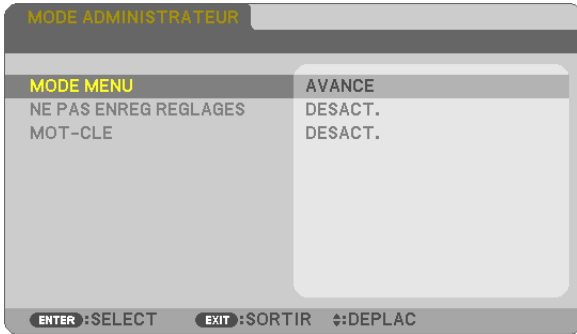 MODE ADMINISTRATEUR
MODE MENU AVANCE
NE PAS ENREG REGLAGES DESACT.
MOT-CLE DESACT.
ENTER :SELECT EXIT :SORTIR :DEPLAC